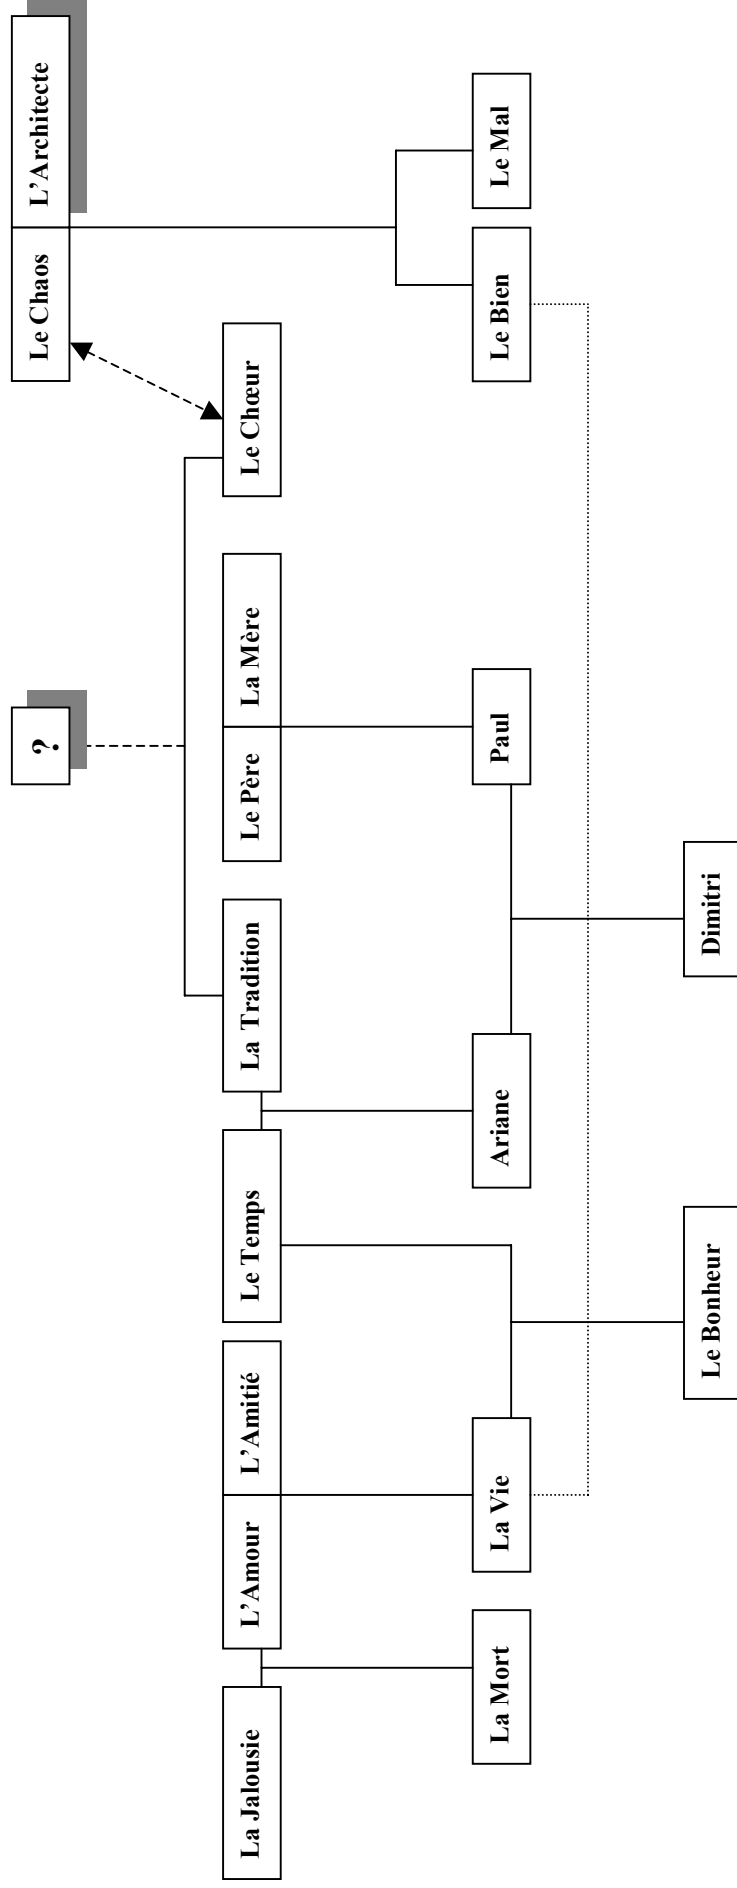 ?
Le Chaos
L’Architecte
La Jalousie
L’Amour
L’Amitié
Le Temps
La Tradition
Le Père
La Mère
Le Chœur
La Mort
La Vie
Ariane
Paul
Le Bien
Le Mal
Le Bonheur
Dimitri